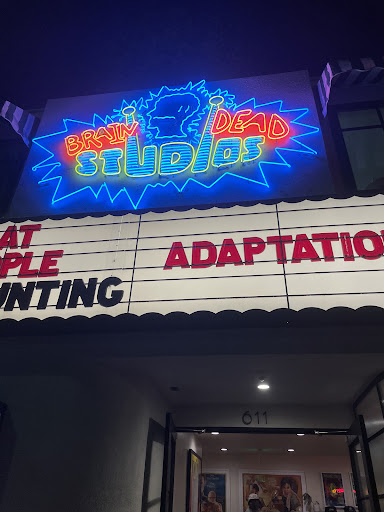 BRAIN DEAD
STUDIOS
AT
PLE
UNTING
ADAPTATIO
611